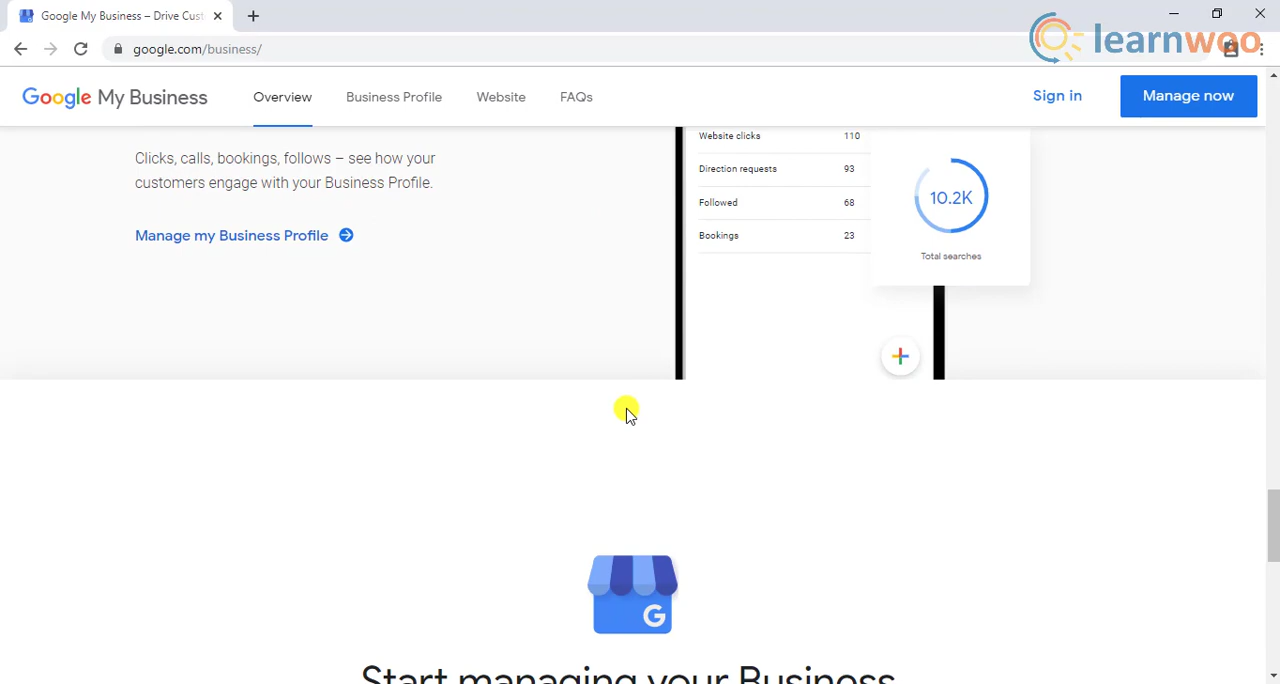 Google My Business – Drive Cust
google.com/business/
learnwoo
Google My Business
Overview
Business Profile
Website
FAQs
Sign in
Manage now
Clicks, calls, bookings, follows – see how your
customers engage with your Business Profile.
Manage my Business Profile
Website clicks 110
Direction requests 93
Followed 68
Bookings 23
10.2K
Total searches
G
Start managing your Business